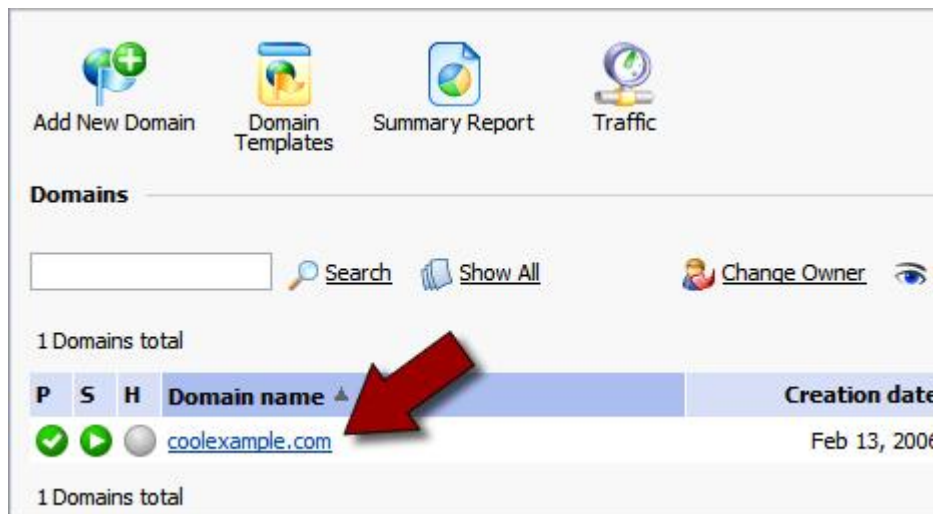 Add New Domain
Domain
Templates
Summary Report
Traffic
Domains
Search
Show All
Change Owner
1 Domains total
P S H Domain name Creation date
coolexample.com Feb 13, 2006
1 Domains total